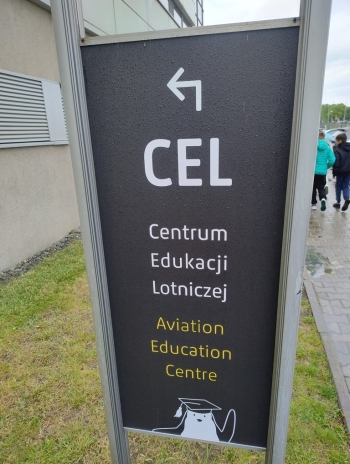 CEL
Centrum
Edukacji
Lotniczej
Aviation
Education
Centre